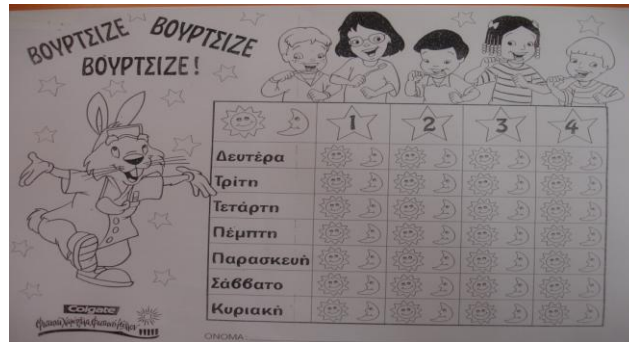 ΒΟΥΡΤΣΙΖΕ ΒΟΥΡΤΣΙΖΕ
ΒΟΥΡΤΣΙΖΕ!
1 2 3 4
Δευτέρα
Τρίτη
Τετάρτη
Πέμπτη
Παρασκευή
Σάββατο
Κυριακή
Colgate
ΟΝΟΜΑ